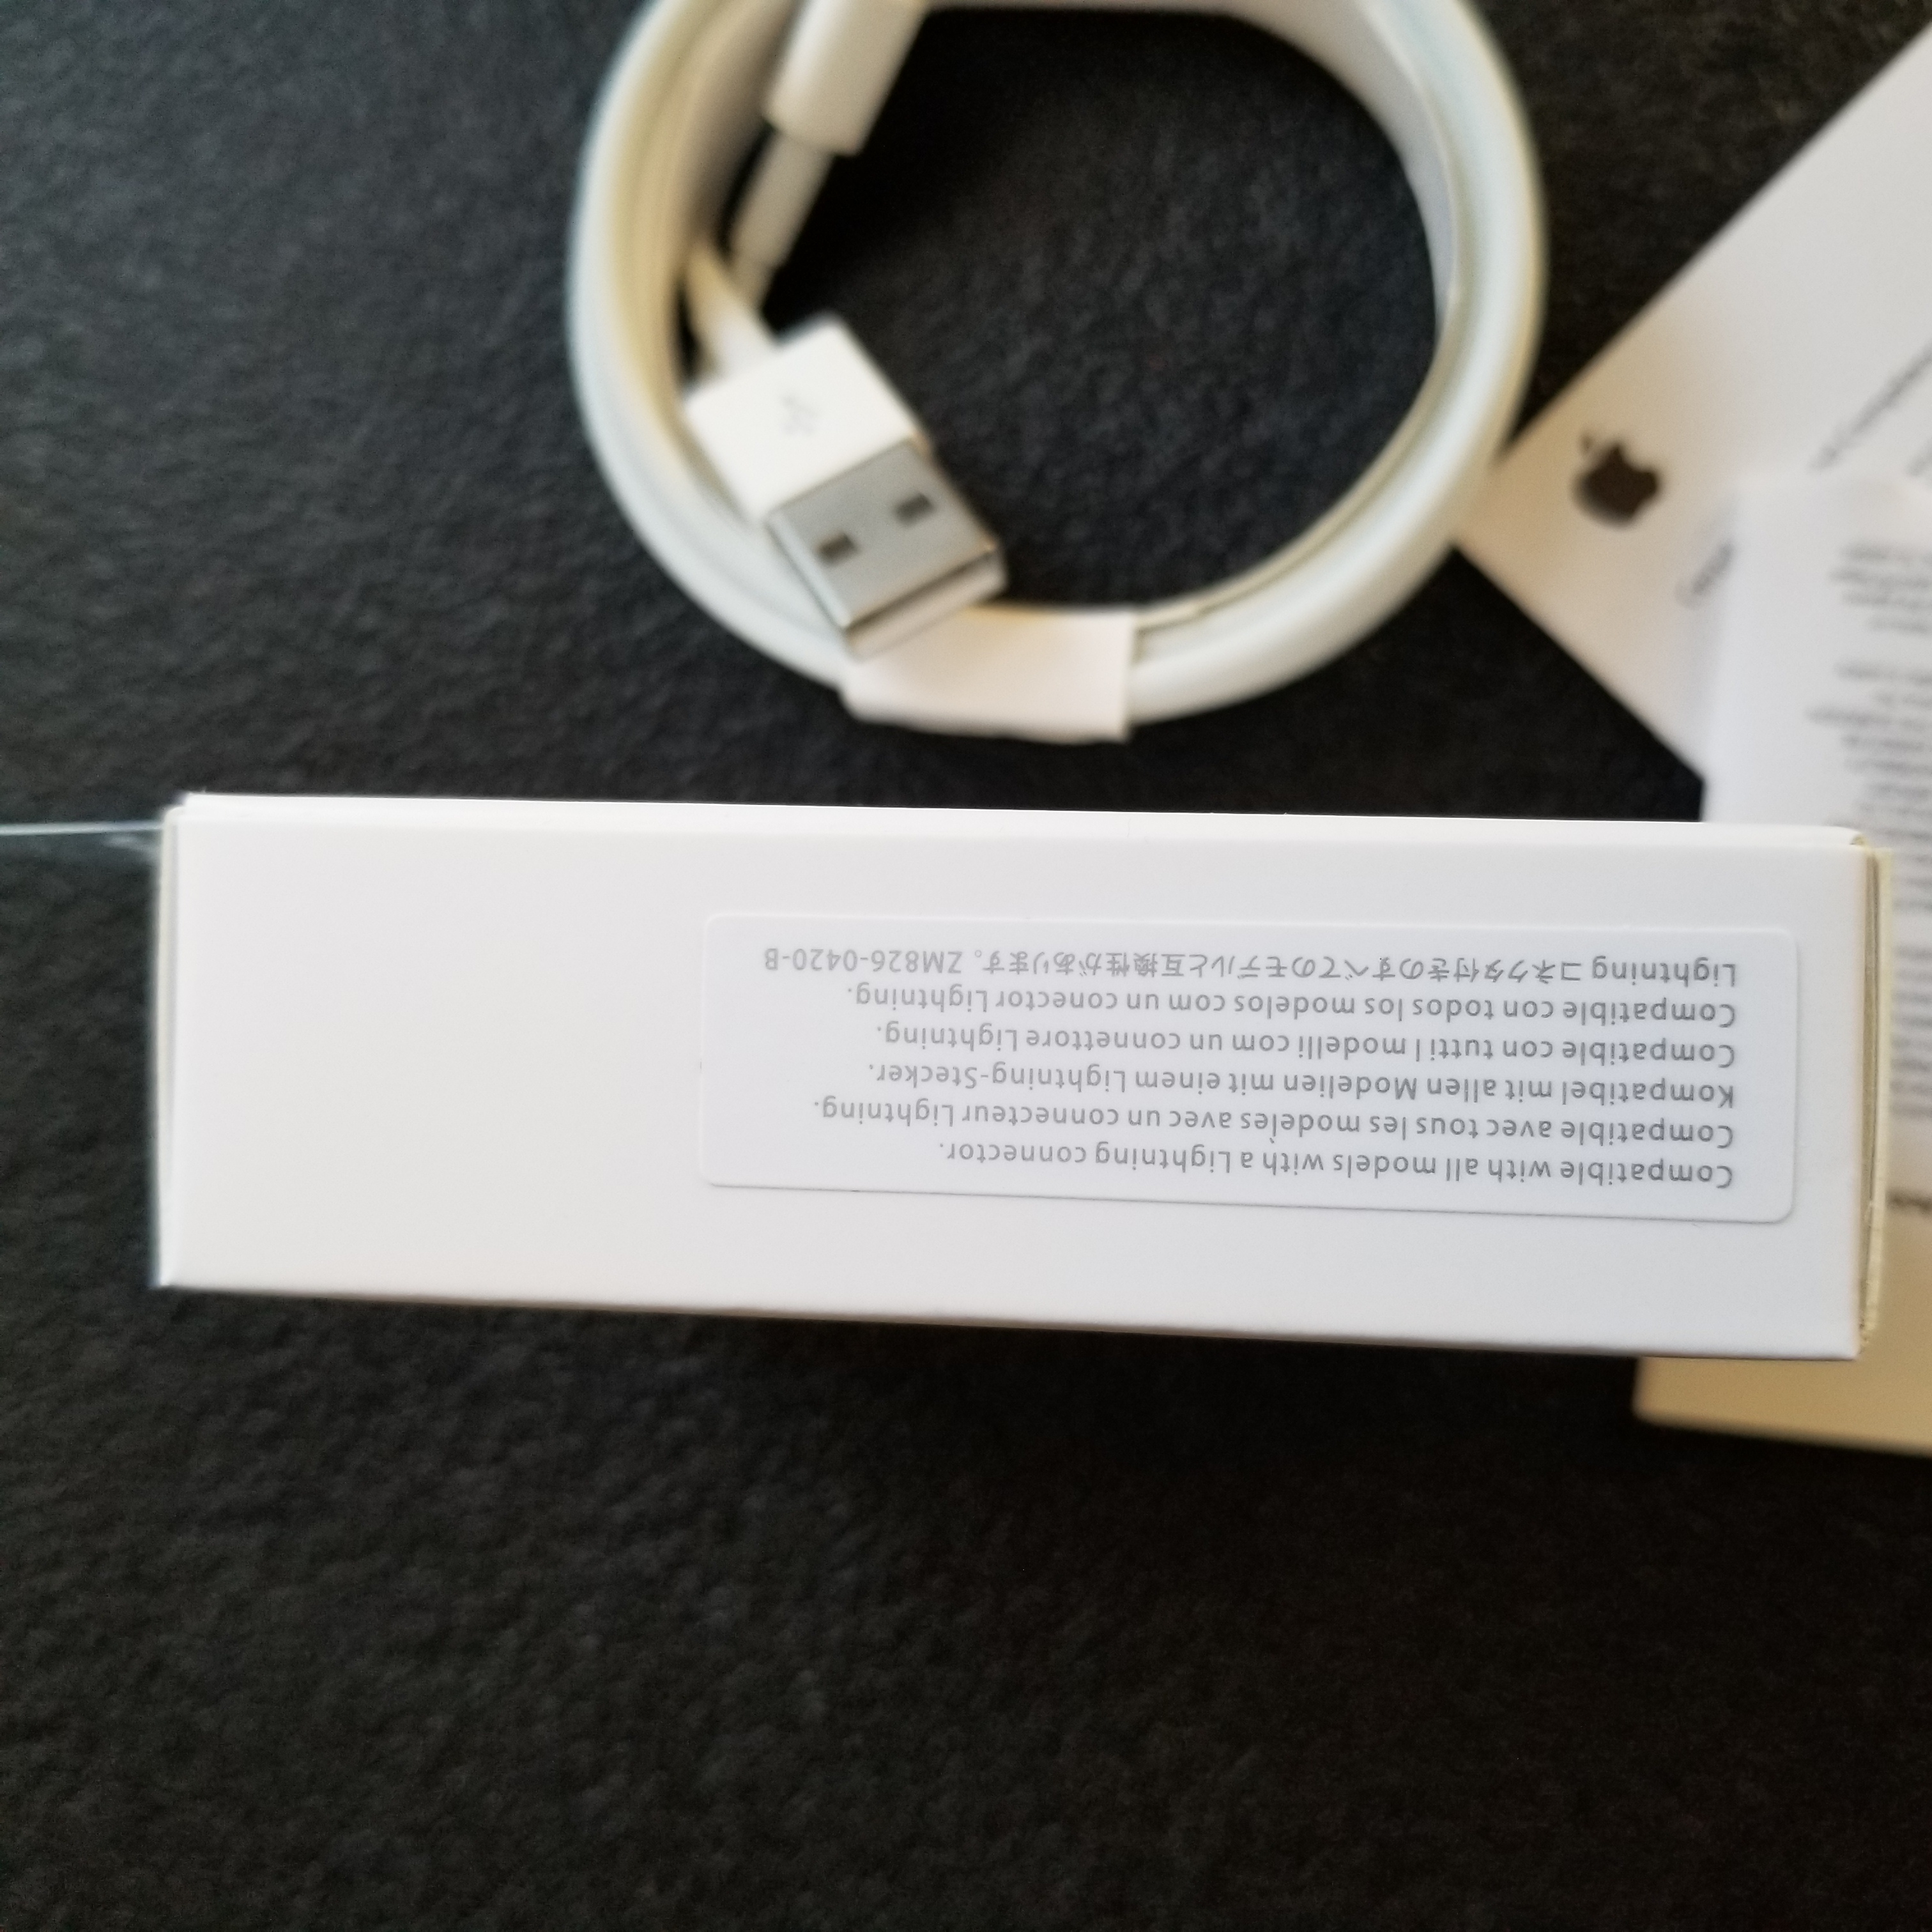 Compatible with all models with a Lightning connector.
Compatible avec tous les modelès avec un connecteur Lightning.
Kompatibel mit allen Modelien mit einem Lightning-Stecker.
Compatible con tutti I modelli com un connettore Lightning.
Compatible con todos los modelos com un conector Lightning.
Lightning コネクタ付きのすべてのモデルと互換性があります。ZM826-0420-B